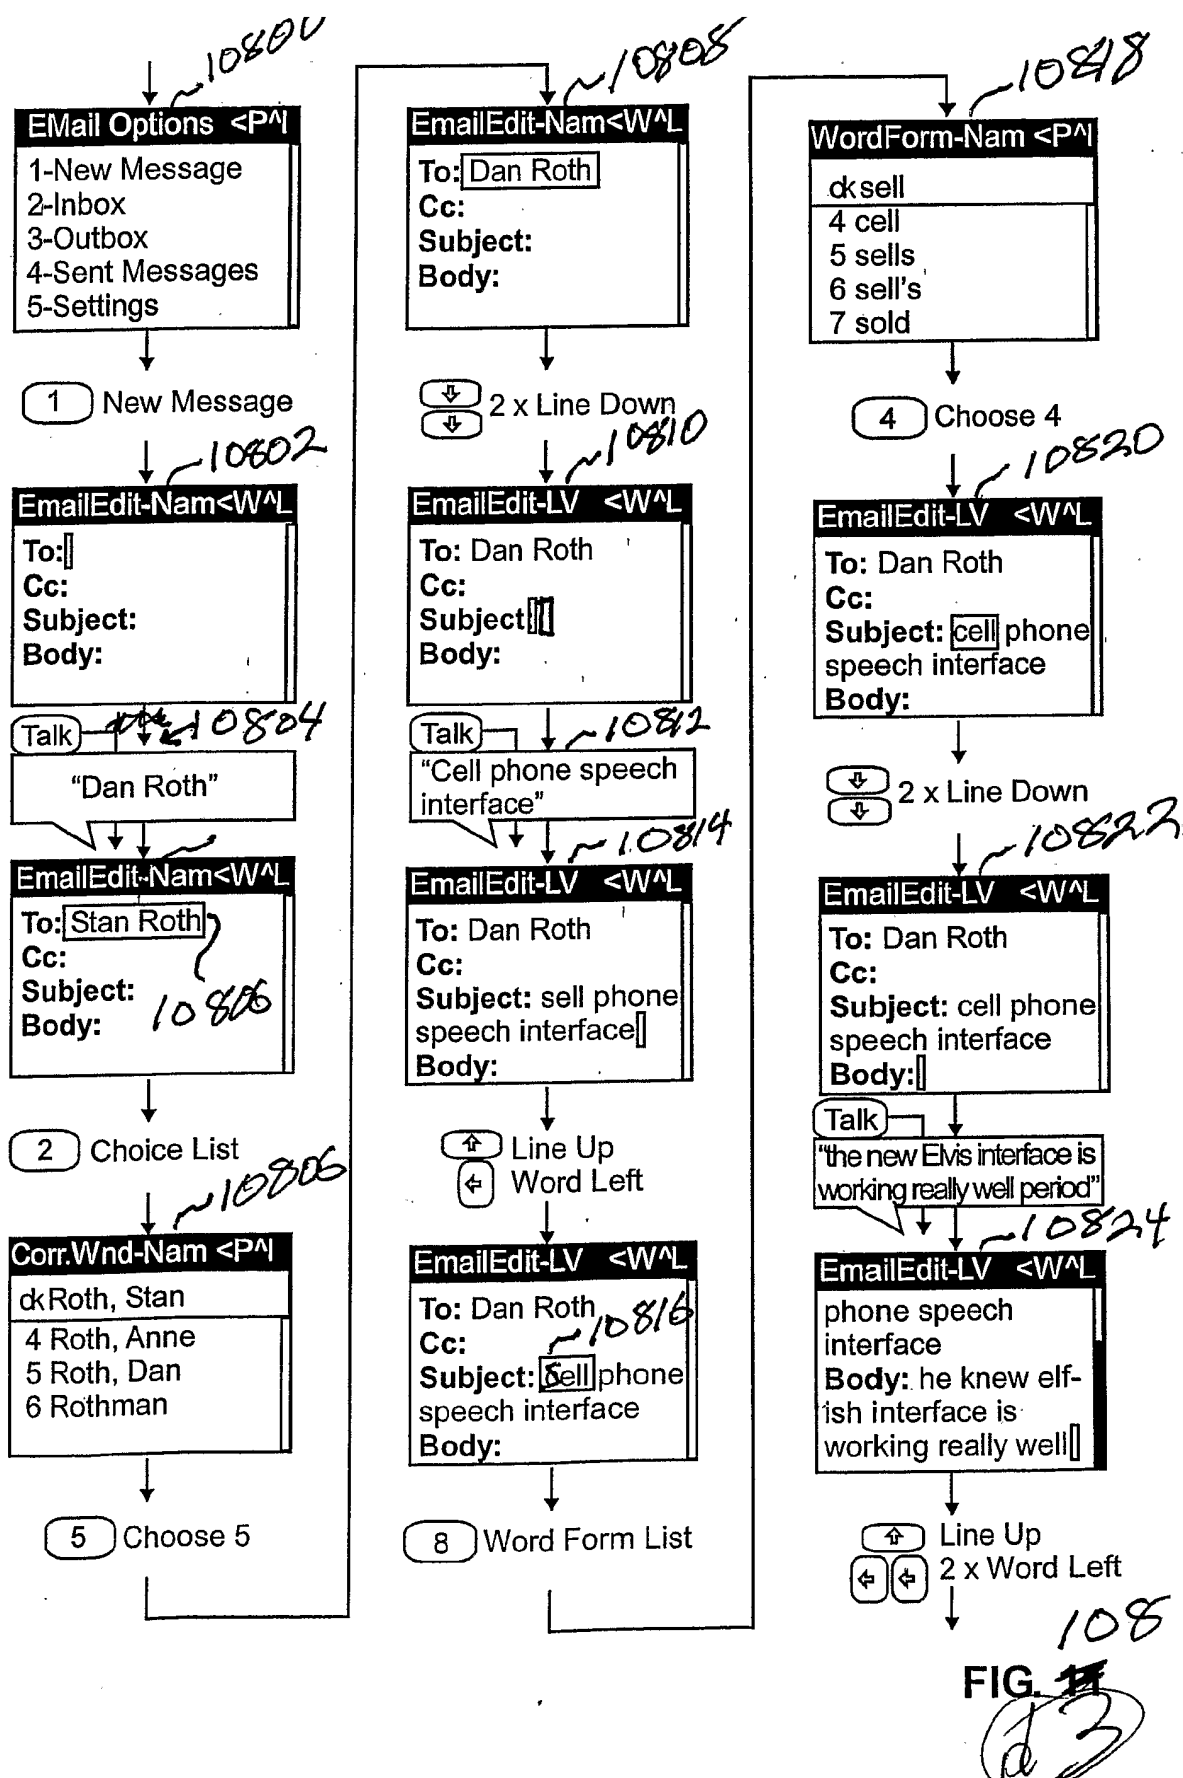 10800
EMail Options <P^I
1-New Message
2-Inbox
3-Outbox
4-Sent Messages
5-Settings
1 New Message
10802
EmailEdit-Nam<W^L
To:
Cc:
Subject:
Body:
10804
Talk
“Dan Roth”
EmailEdit-Nam<W^L
To: Stan Roth
Cc:
Subject:
10806
Body:
2 Choice List
10806
Corr.Wnd-Nam <P^I
ck Roth, Stan
4 Roth, Anne
5 Roth, Dan
6 Rothman
5 Choose 5
10808
EmailEdit-Nam<W^L
To: Dan Roth
Cc:
Subject:
Body:
2 x Line Down
10810
EmailEdit-LV <W^L
To: Dan Roth
Cc:
Subject
Body:
Talk
10812
“Cell phone speech
interface”
10814
EmailEdit-LV <W^L
To: Dan Roth
Cc:
Subject: sell phone
speech interface
Body:
Line Up
Word Left
EmailEdit-LV <W^L
To: Dan Roth
10816
Cc:
Subject: sell phone
speech interface
Body:
8 Word Form List
10818
WordForm-Nam <P^I
ck sell
4 cell
5 sells
6 sell's
7 sold
4 Choose 4
10820
EmailEdit-LV <W^L
To: Dan Roth
Cc:
Subject: cell phone
speech interface
Body:
2 x Line Down
10822
EmailEdit-LV <W^L
To: Dan Roth
Cc:
Subject: cell phone
speech interface
Body:
Talk
“the new Elvis interface is
working really well period”
10824
EmailEdit-LV <W^L
phone speech
interface
Body: he knew elf-
ish interface is
working really well
Line Up
2 x Word Left
108
FIG. 11